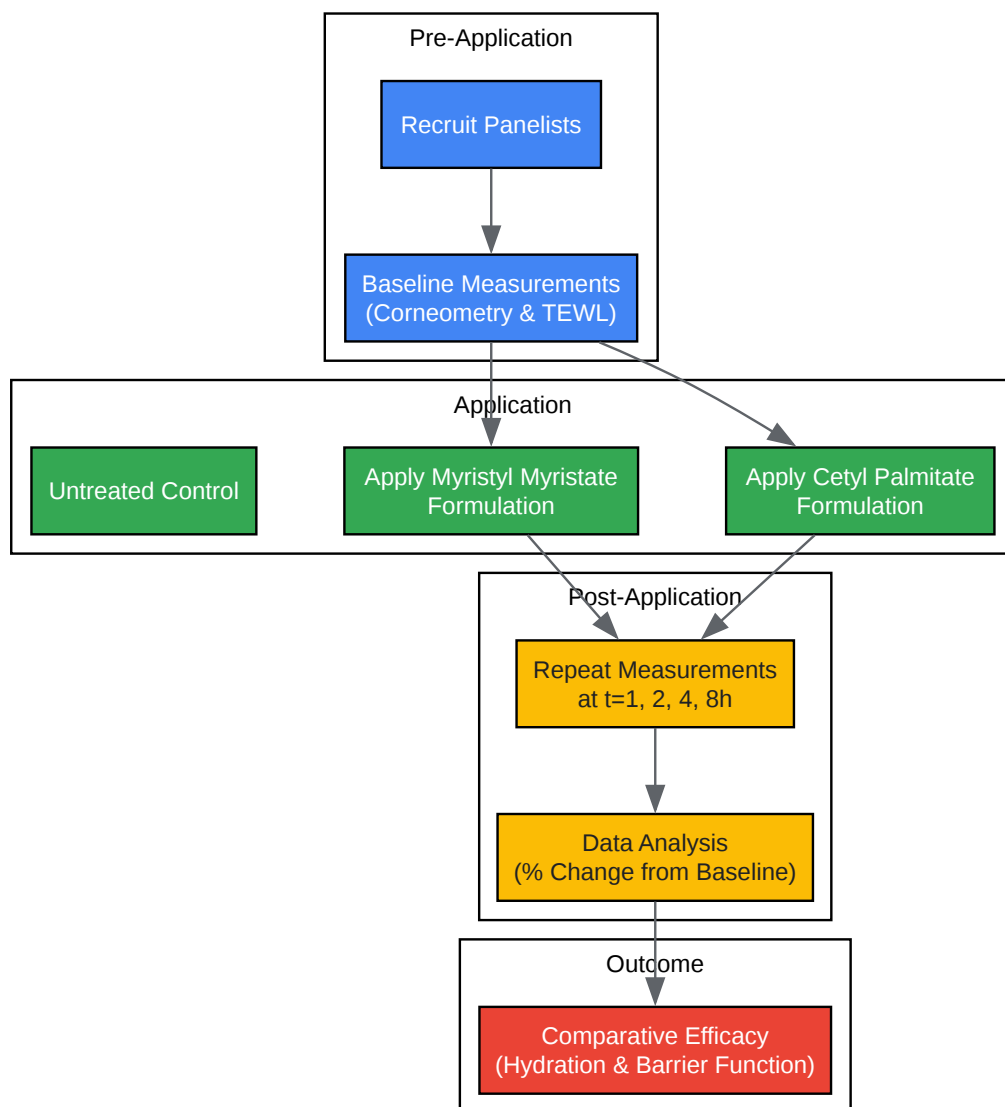 Pre-Application
Recruit Panelists
Baseline Measurements
(Corneometry & TEWL)
Application
Untreated Control
Apply Myristyl Myristate
Formulation
Apply Cetyl Palmitate
Formulation
Post-Application
Repeat Measurements
at t=1, 2, 4, 8h
Data Analysis
(% Change from Baseline)
Outcome
Comparative Efficacy
(Hydration & Barrier Function)